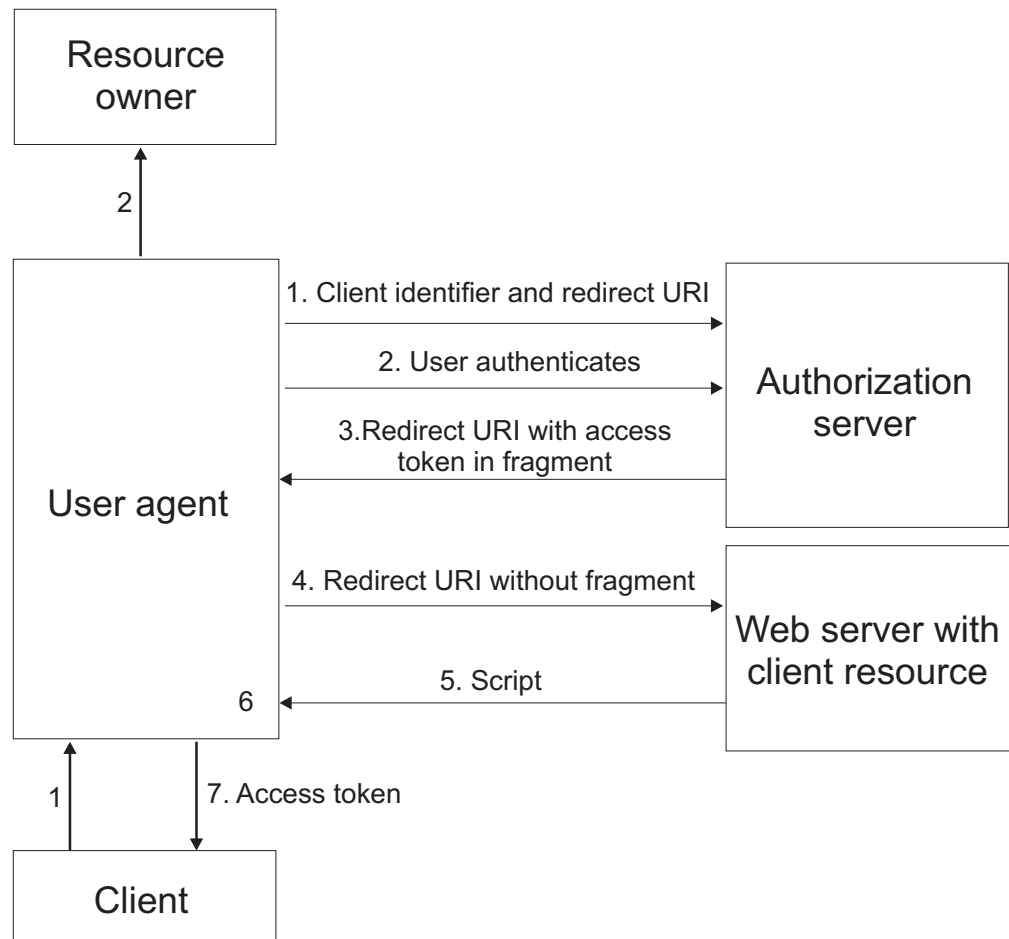 Resource
owner
2
1. Client identifier and redirect URI
2. User authenticates
3.Redirect URI with access
token in fragment
Authorization
server
User agent
4. Redirect URI without fragment
Web server with
client resource
5. Script
6
1
7. Access token
Client